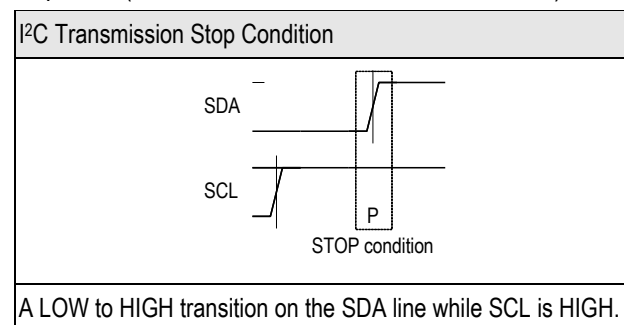 I²C Transmission Stop Condition
SDA
SCL
P
STOP condition
A LOW to HIGH transition on the SDA line while SCL is HIGH.